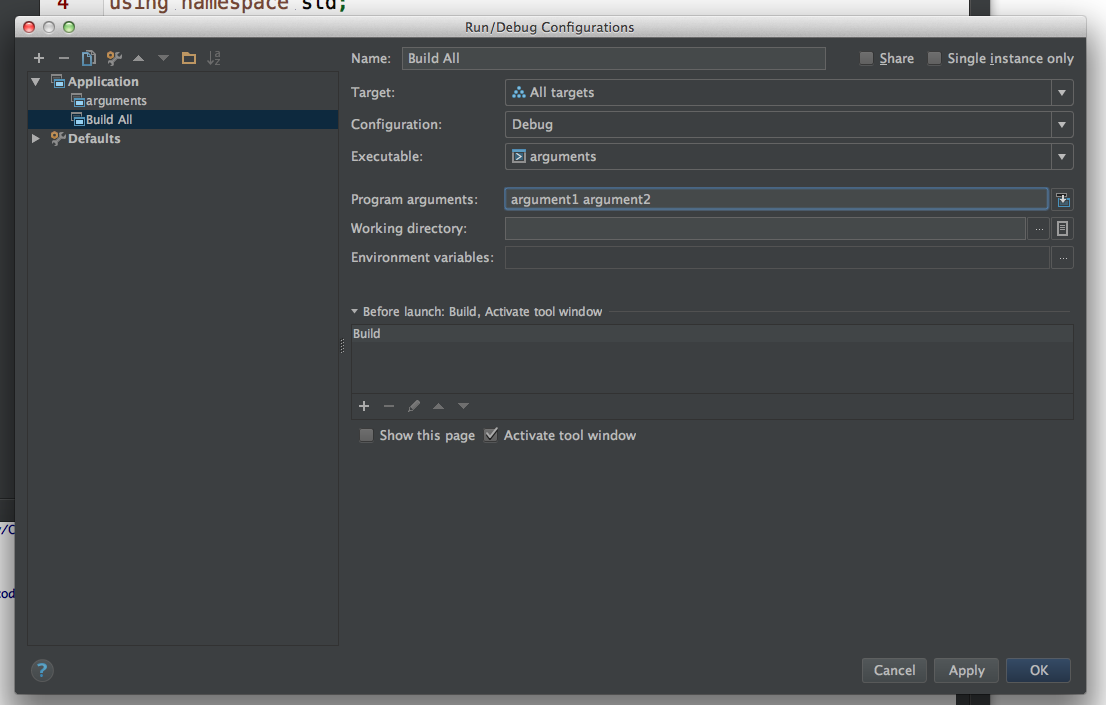 4 using namespace std;
Run/Debug Configurations
Name: Build All Share Single instance only
Application
arguments
Build All
Defaults
Target: All targets
Configuration: Debug
Executable: arguments
Program arguments: argument1 argument2
Working directory: ...
Environment variables: ...
Before launch: Build, Activate tool window
Build
Show this page Activate tool window
/C
cod
? Cancel Apply OK